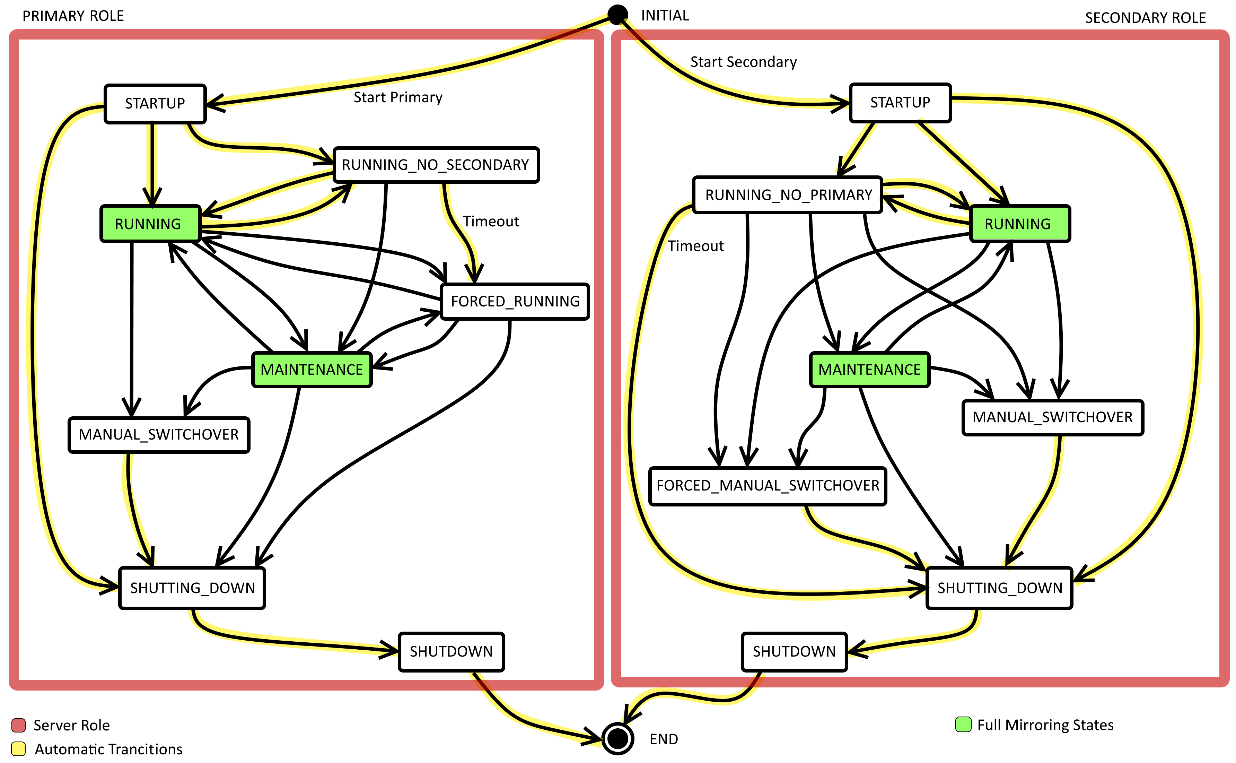 PRIMARY ROLE
INITIAL
SECONDARY ROLE
Start Secondary
Start Primary
STARTUP
STARTUP
RUNNING_NO_SECONDARY
RUNNING_NO_PRIMARY
RUNNING
Timeout
RUNNING
Timeout
FORCED_RUNNING
MAINTENANCE
MAINTENANCE
MANUAL_SWITCHOVER
MANUAL_SWITCHOVER
FORCED_MANUAL_SWITCHOVER
SHUTTING_DOWN
SHUTTING_DOWN
SHUTDOWN
SHUTDOWN
Server Role
Automatic Trancitions
END
Full Mirroring States